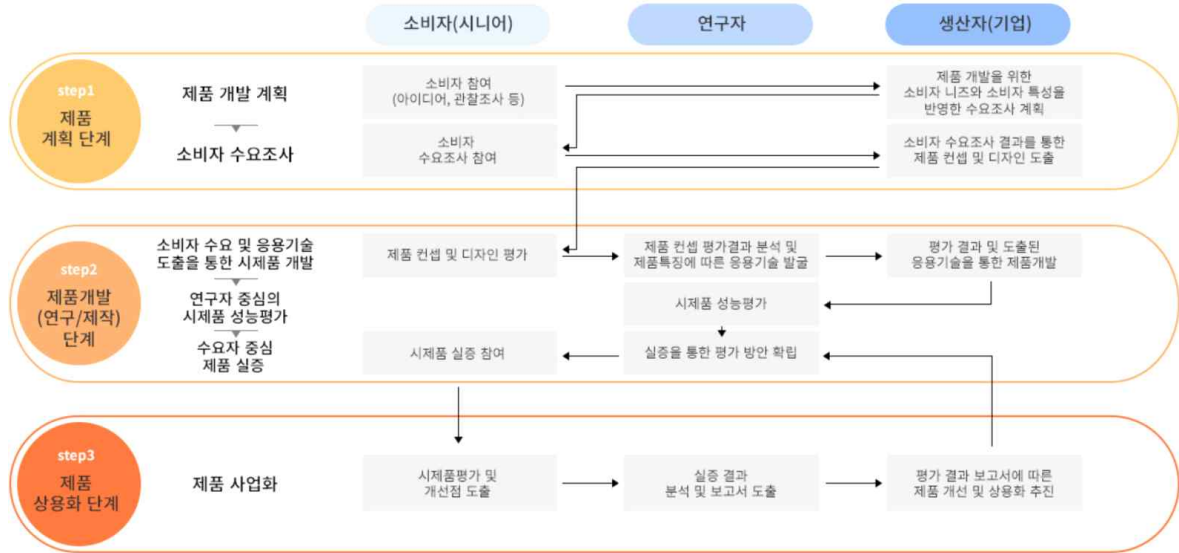 소비자(시니어)
연구자
생산자(기업)
step1
제품
계획 단계
제품 개발 계획
소비자 수요조사
소비자 참여
(아이디어, 관찰조사 등)
제품 개발을 위한
소비자 니즈와 소비자 특성을
반영한 수요조사 계획
소비자
수요조사 참여
소비자 수요조사 결과를 통한
제품 컨셉 및 디자인 도출
step2
제품개발
(연구/제작)
단계
소비자 수요 및 응용기술
도출을 통한 시제품 개발
제품 컨셉 및 디자인 평가
제품 컨셉 평가결과 분석 및
제품특징에 따른 응용기술 발굴
평가 결과 및 도출된
응용기술을 통한 제품개발
연구자 중심의
시제품 성능평가
시제품 성능평가
수요자 중심
제품 실증
시제품 실증 참여
실증을 통한 평가 방안 확립
step3
제품
상용화 단계
제품 사업화
시제품평가 및
개선점 도출
실증 결과
분석 및 보고서 도출
평가 결과 보고서에 따른
제품 개선 및 상용화 추진